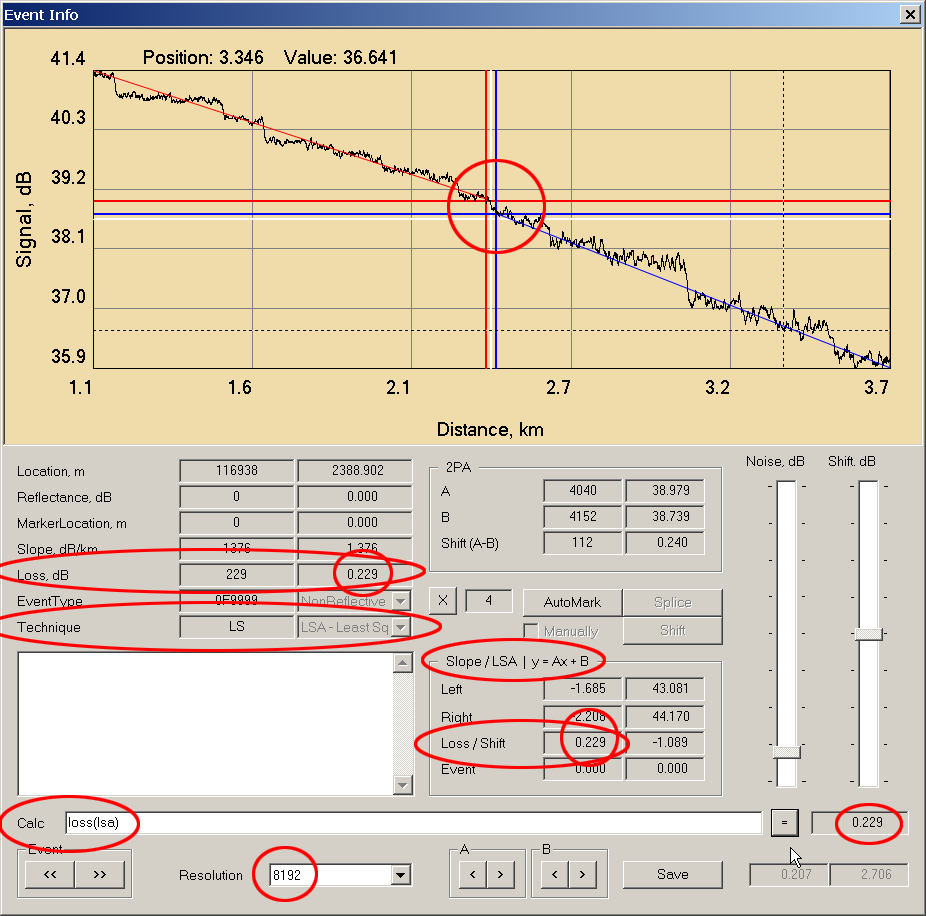 Event Info
Position: 3.346 Value: 36.641
41.4
40.3
39.2
38.1
37.0
35.9
Signal, dB
1.1 1.6 2.1 2.7 3.2 3.7
Distance, km
Location, m 116938 2388.902
Reflectance, dB 0 0.000
MarkerLocation, m 0 0.000
Slope, dB/km 1376 1.376
Loss, dB 229 0.229
EventType 0F9999 NonReflective
Technique LS LSA - Least Sq
2PA
A 4040 38.979
B 4152 38.739
Shift (A-B) 112 0.240
X 4 AutoMark Splice
Manually Shift
Slope / LSA | y = Ax + B
Left -1.685 43.081
Right -2.208 44.170
Loss / Shift 0.229 -1.089
Event 0.000 0.000
Noise, dB Shift. dB
Calc loss(lsa) = 0.229
Event
<< >>
Resolution 8192
A
< >
B
< >
Save
0.207 2.706